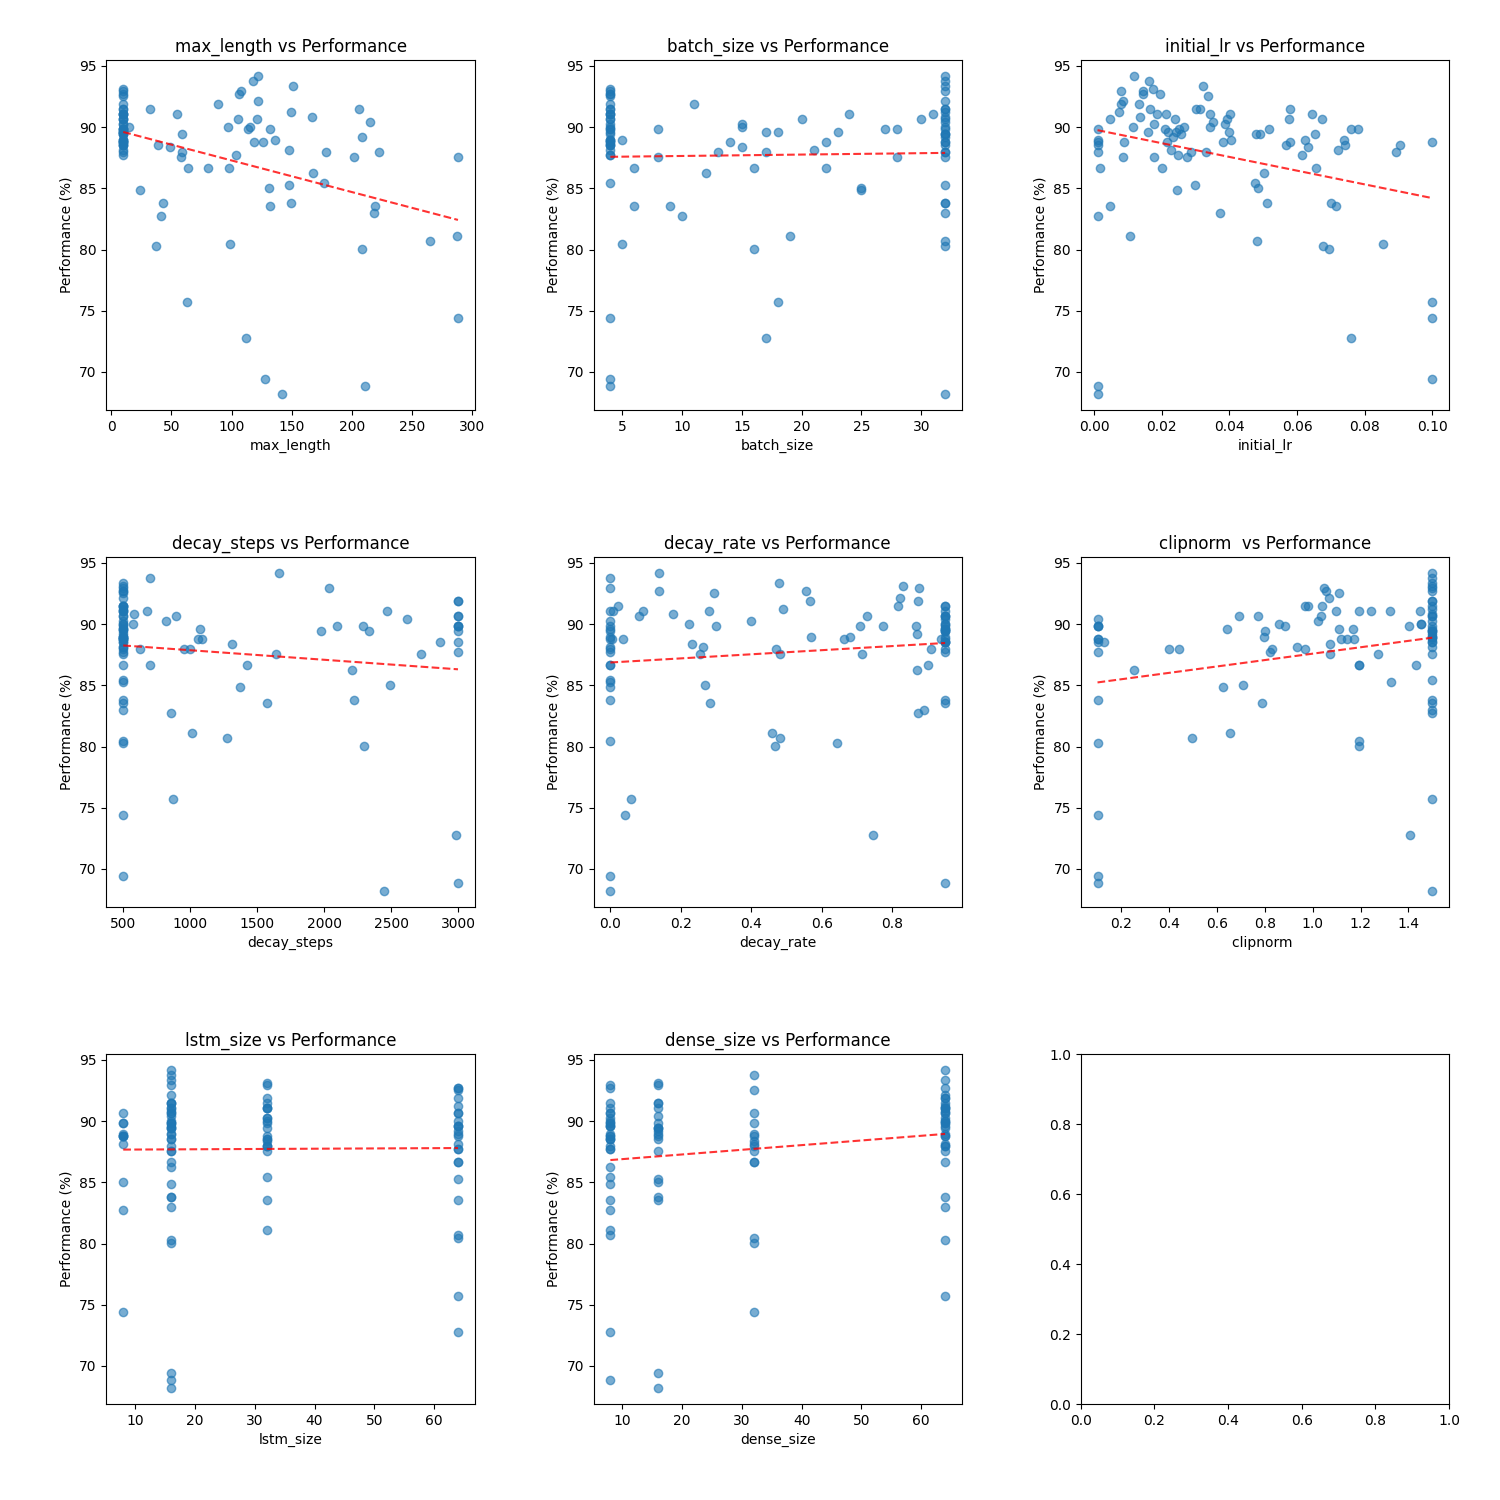 max_length vs Performance
batch_size vs Performance
initial_lr vs Performance
95
90
85
80
75
70
Performance (%)
0 50 100 150 200 250 300
max_length
95
90
85
80
75
70
Performance (%)
5 10 15 20 25 30
batch_size
95
90
85
80
75
70
Performance (%)
0.00 0.02 0.04 0.06 0.08 0.10
initial_lr
decay_steps vs Performance
decay_rate vs Performance
clipnorm  vs Performance
95
90
85
80
75
70
Performance (%)
500 1000 1500 2000 2500 3000
decay_steps
95
90
85
80
75
70
Performance (%)
0.0 0.2 0.4 0.6 0.8
decay_rate
95
90
85
80
75
70
Performance (%)
0.2 0.4 0.6 0.8 1.0 1.2 1.4
clipnorm
lstm_size vs Performance
dense_size vs Performance
95
90
85
80
75
70
Performance (%)
10 20 30 40 50 60
lstm_size
95
90
85
80
75
70
Performance (%)
10 20 30 40 50 60
dense_size
1.0
0.8
0.6
0.4
0.2
0.0
0.0 0.2 0.4 0.6 0.8 1.0